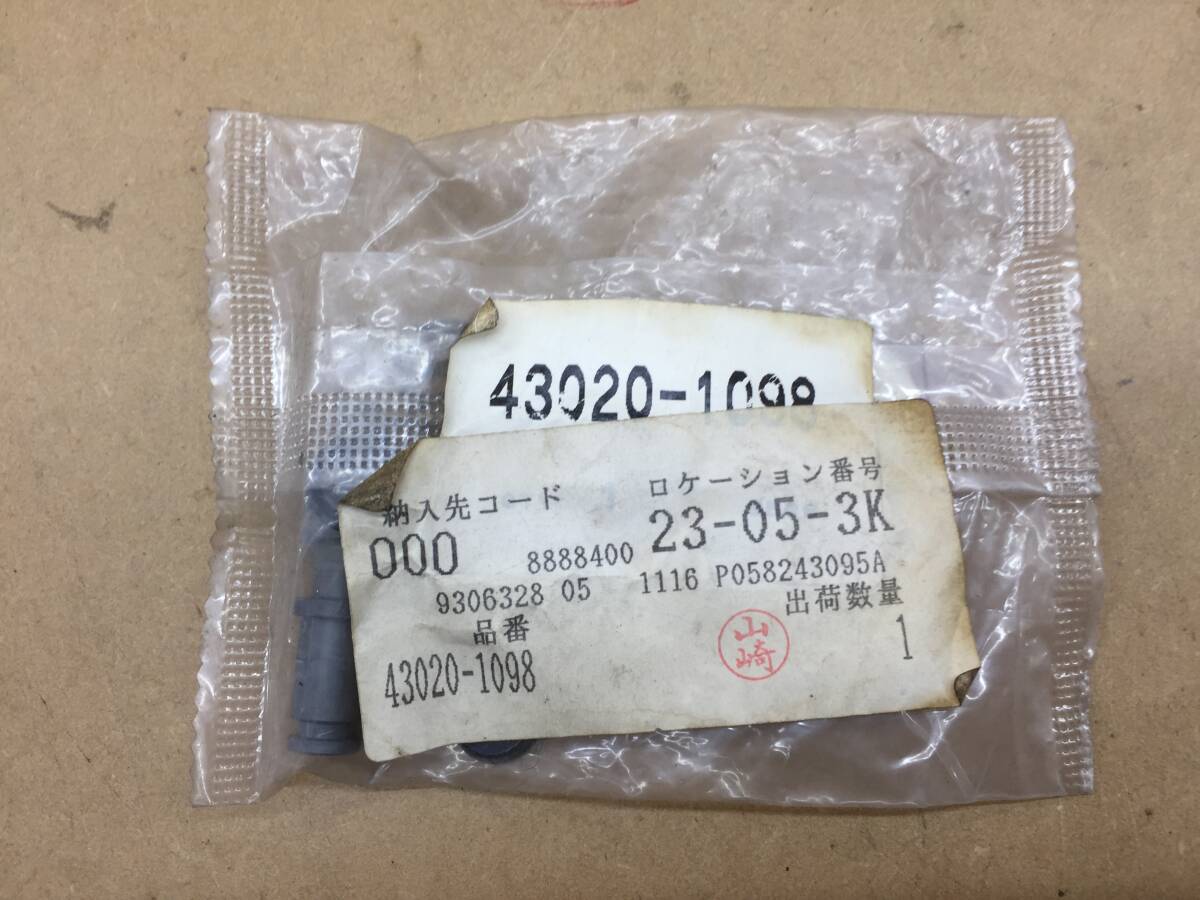 43020-1098
納入先コード ロケーション番号
000 8888400 23-05-3K
9306328 05 1116 P058243095A
品番 出荷数量
43020-1098 山崎 1